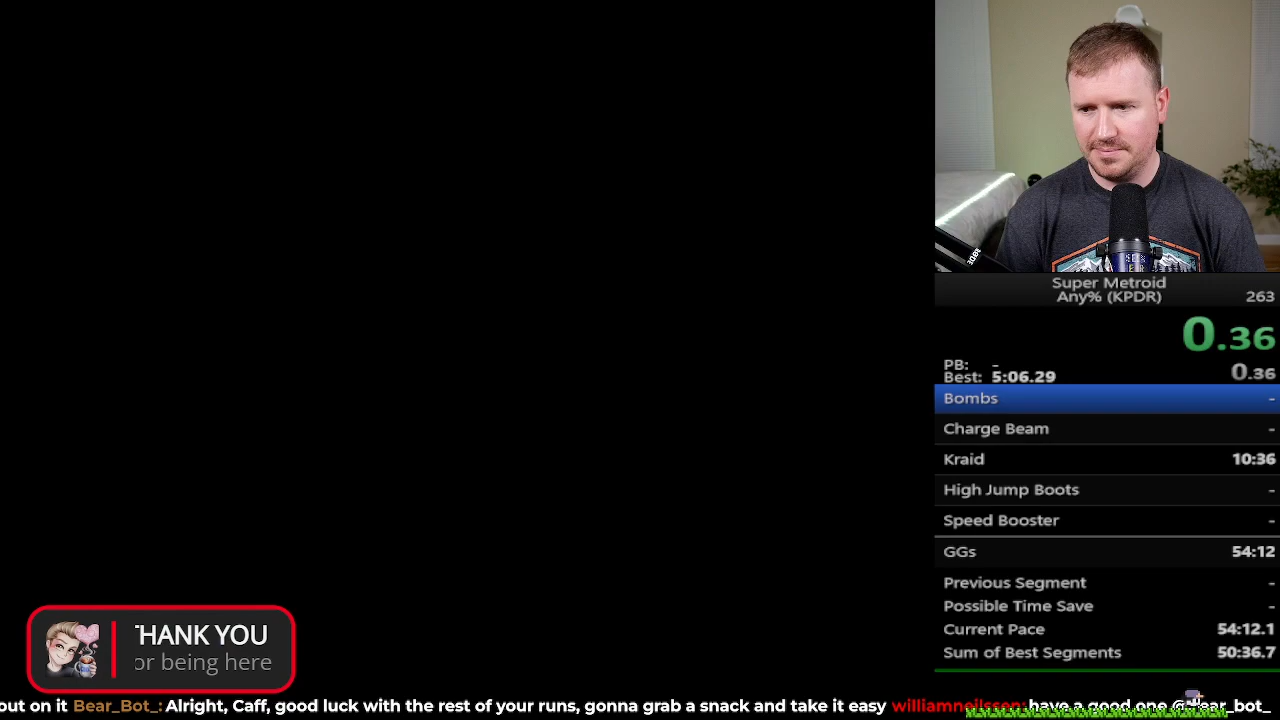 Super Metroid
Any% (KPDR) 263
0.36
PB: -
0.36
Best: 5:06.29
Bombs -
Charge Beam -
Kraid 10:36
High Jump Boots -
Speed Booster -
GGs 54:12
Previous Segment -
Possible Time Save -
Current Pace 54:12.1
Sum of Best Segments 50:36.7
THANK YOU
or being here
out on it Bear_Bot_: Alright, Caff, good luck with the rest of your runs, gonna grab a snack and take it easy williamneilssen: have a good one @Bear_bot_